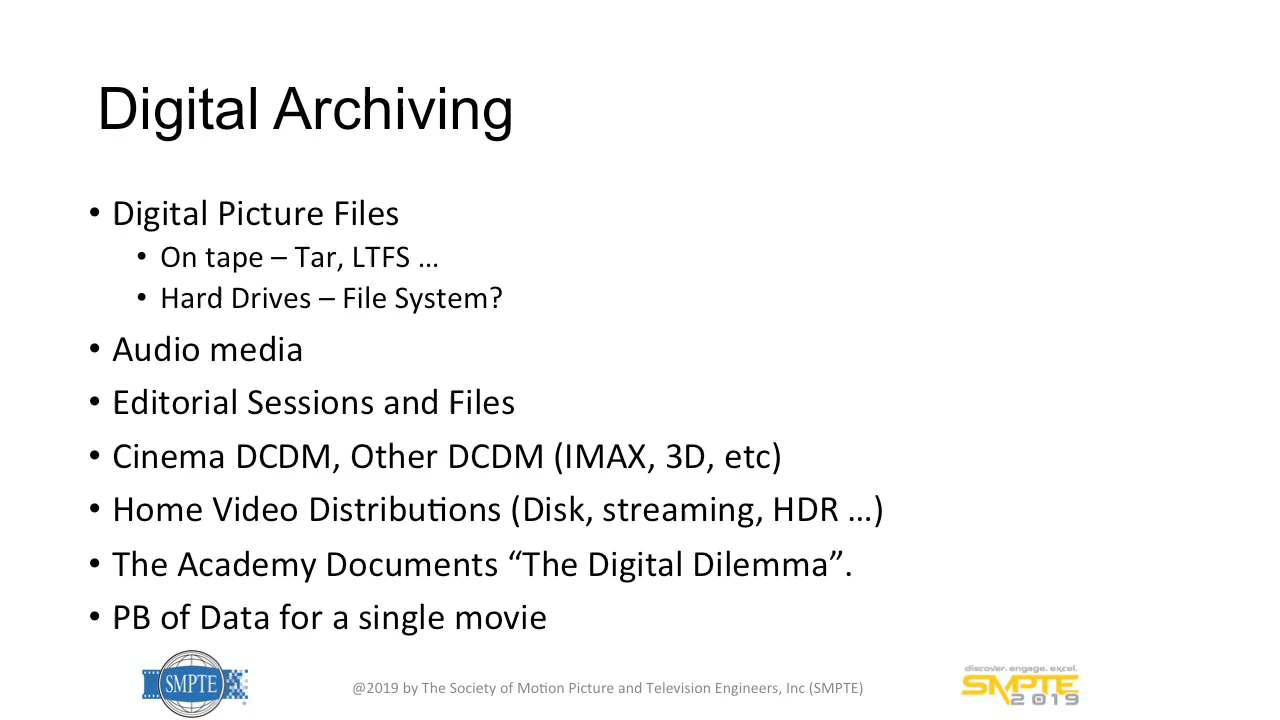 Digital Archiving
• Digital Picture Files
• On tape – Tar, LTFS ...
• Hard Drives – File System?
• Audio media
• Editorial Sessions and Files
• Cinema DCDM, Other DCDM (IMAX, 3D, etc)
• Home Video Distributions (Disk, streaming, HDR ...)
• The Academy Documents “The Digital Dilemma”.
• PB of Data for a single movie
SMPTE
@2019 by The Society of Motion Picture and Television Engineers, Inc (SMPTE)
discover. engage. excel.
SMPTE
2019